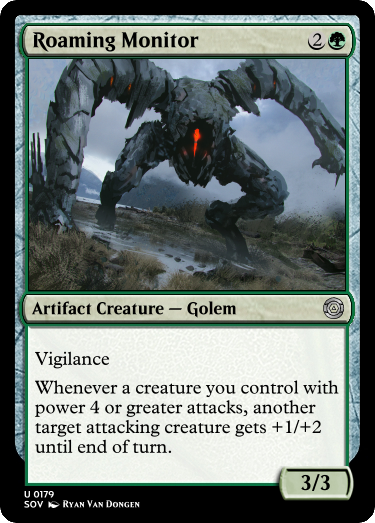 Roaming Monitor 2
Artifact Creature — Golem
Vigilance
Whenever a creature you control with
power 4 or greater attacks, another
target attacking creature gets +1/+2
until end of turn.
3/3
U 0179
SOV Ryan Van Dongen